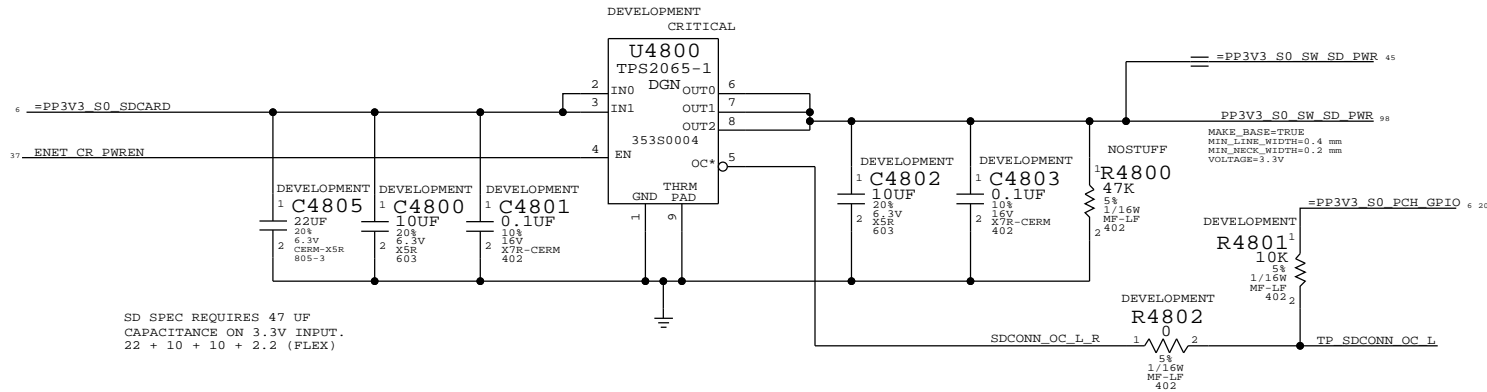 DEVELOPMENT
CRITICAL
U4800
TPS2065-1
DGN
2 IN0
3 IN1
4 EN
OUT0 6
OUT1 7
OUT2 8
353S0004
OC* 5
GND
THRM
PAD
1
9
6 =PP3V3_S0_SDCARD
37 ENET_CR_PWREN
DEVELOPMENT
1 C4805
22UF
20%
6.3V
2 CERM-X5R
805-3
DEVELOPMENT
1 C4800
10UF
20%
6.3V
2 X5R
603
DEVELOPMENT
1 C4801
0.1UF
10%
16V
2 X7R-CERM
402
DEVELOPMENT
1 C4802
10UF
20%
6.3V
2 X5R
603
DEVELOPMENT
1 C4803
0.1UF
10%
16V
2 X7R-CERM
402
NOSTUFF
1 R4800
47K
5%
1/16W
MF-LF
2 402
=PP3V3_S0_SW_SD_PWR 45
PP3V3_S0_SW_SD_PWR 98
MAKE_BASE=TRUE
MIN_LINE_WIDTH=0.4 mm
MIN_NECK_WIDTH=0.2 mm
VOLTAGE=3.3V
=PP3V3_S0_PCH_GPIO 6 20
DEVELOPMENT
R4801 1
10K
5%
1/16W
MF-LF
402 2
DEVELOPMENT
R4802
0
SDCONN_OC_L_R 1 2 TP_SDCONN_OC_L
5%
1/16W
MF-LF
402
SD SPEC REQUIRES 47 UF
CAPACITANCE ON 3.3V INPUT.
22 + 10 + 10 + 2.2 (FLEX)